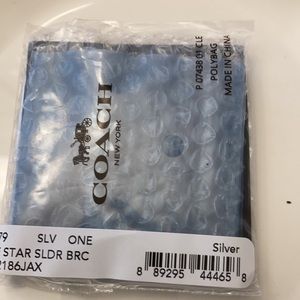 P 07438 01 CLE
POLYBAG
MADE IN CHINA
COACH
NEW YORK
79 SLV ONE
STAR SLDR BRC
2186JAX
Silver
8 89295 44465 8